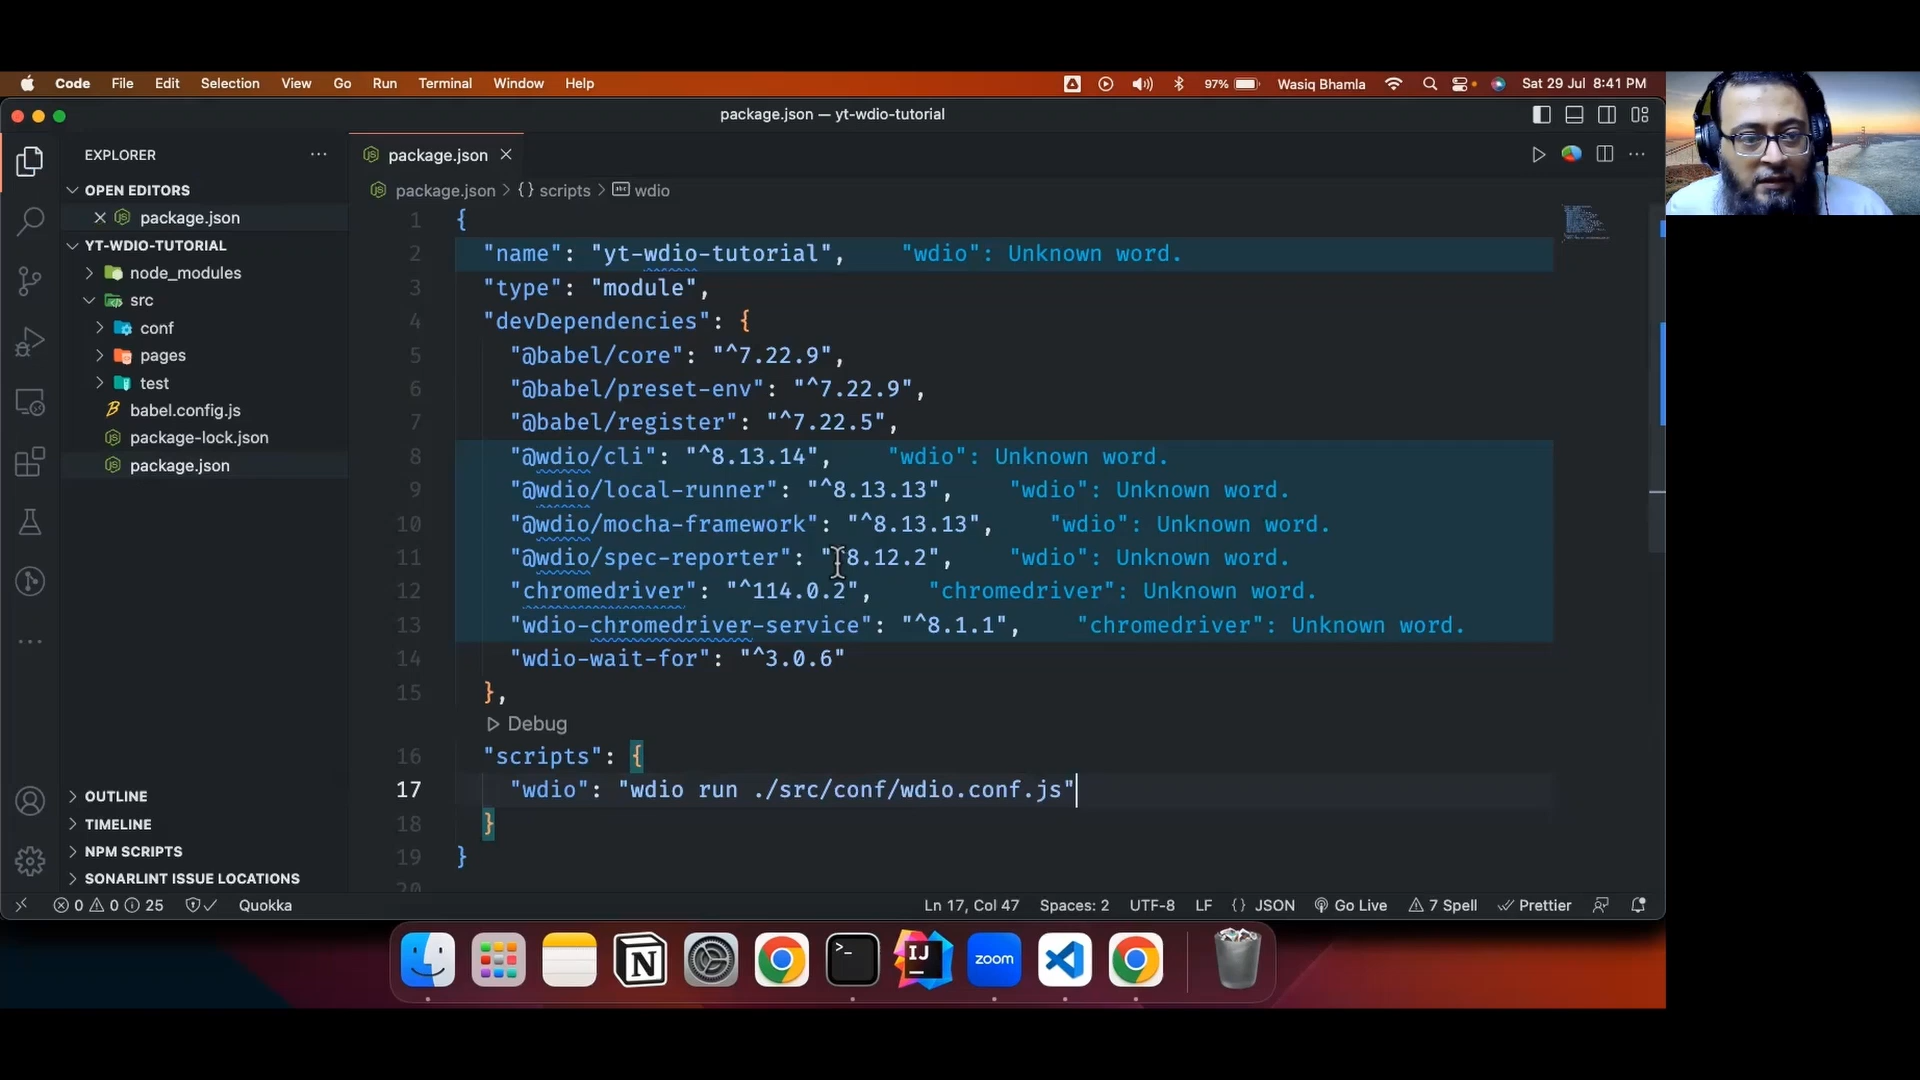 Code File Edit Selection View Go Run Terminal Window Help 97% Wasiq Bhamla Sat 29 Jul 8:41 PM
package.json — yt-wdio-tutorial
EXPLORER
OPEN EDITORS
package.json
YT-WDIO-TUTORIAL
node_modules
src
conf
pages
test
babel.config.js
package-lock.json
package.json
OUTLINE
TIMELINE
NPM SCRIPTS
SONARLINT ISSUE LOCATIONS
package.json
package.json > {} scripts > abc wdio
1 {
2 "name": "yt-wdio-tutorial", "wdio": Unknown word.
3 "type": "module",
4 "devDependencies": {
5 "@babel/core": "^7.22.9",
6 "@babel/preset-env": "^7.22.9",
7 "@babel/register": "^7.22.5",
8 "@wdio/cli": "^8.13.14", "wdio": Unknown word.
9 "@wdio/local-runner": "^8.13.13", "wdio": Unknown word.
10 "@wdio/mocha-framework": "^8.13.13", "wdio": Unknown word.
11 "@wdio/spec-reporter": "^8.12.2", "wdio": Unknown word.
12 "chromedriver": "^114.0.2", "chromedriver": Unknown word.
13 "wdio-chromedriver-service": "^8.1.1", "chromedriver": Unknown word.
14 "wdio-wait-for": "^3.0.6"
15 },
Debug
16 "scripts": {
17 "wdio": "wdio run ./src/conf/wdio.conf.js"
18 }
19 }
20
0 0 25 Quokka Ln 17, Col 47 Spaces: 2 UTF-8 LF {} JSON Go Live 7 Spell Prettier
>_ IJ zoom